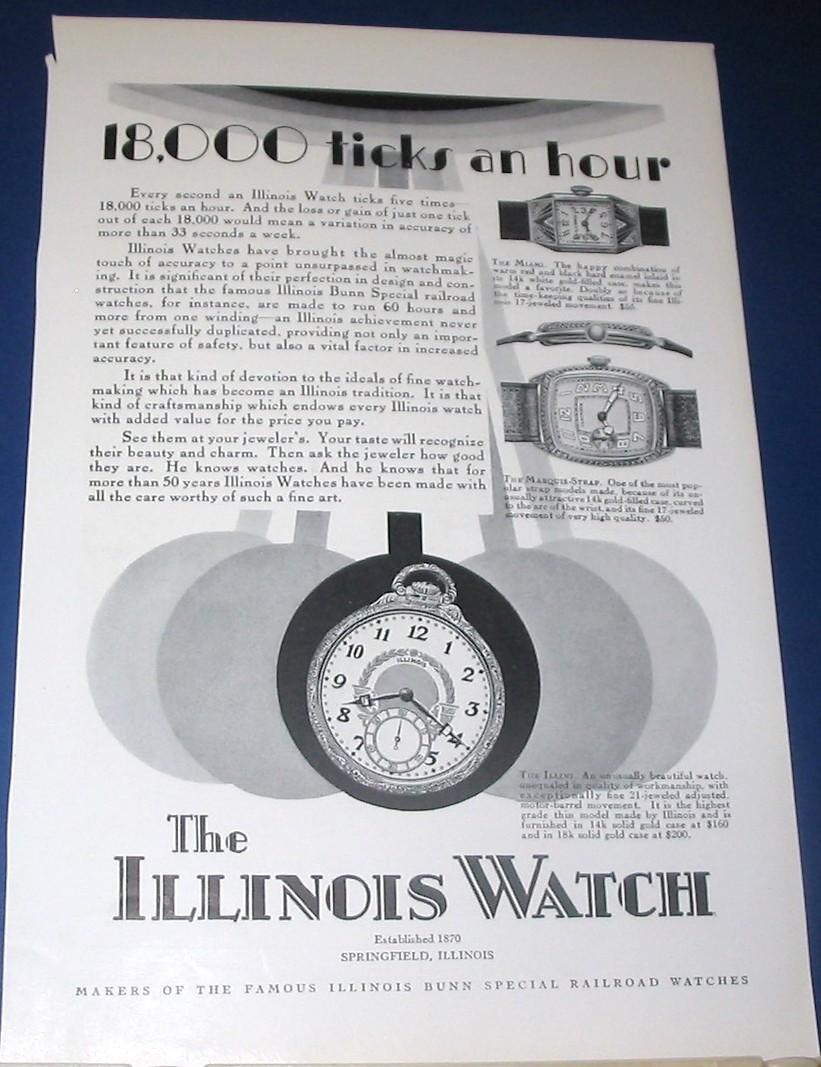 18,000 ticks an hour
Every second an Illinois Watch ticks five times—
18,000 ticks an hour. And the loss or gain of just one tick
out of each 18,000 would mean a variation in accuracy of
more than 33 seconds a week.
Illinois Watches have brought the almost magic
touch of accuracy to a point unsurpassed in watchmak-
ing. It is significant of their perfection in design and con-
struction that the famous Illinois Bunn Special railroad
watches, for instance, are made to run 60 hours and
more from one winding—an Illinois achievement never
yet successfully duplicated, providing not only an impor-
tant feature of safety, but also a vital factor in increased
accuracy.
It is that kind of devotion to the ideals of fine watch-
making which has become an Illinois tradition. It is that
kind of craftsmanship which endows every Illinois watch
with added value for the price you pay.
See them at your jeweler's. Your taste will recognize
their beauty and charm. Then ask the jeweler how good
they are. He knows watches. And he knows that for
more than 50 years Illinois Watches have been made with
all the care worthy of such a fine art.
THE MIAMI. The happy combination of
warm red and black hard enamel inlaid in
its 14k white gold-filled case, makes this
model a favorite. Doubly so because of
the time-keeping qualities of its fine Illi-
nois 17-jeweled movement. $50.
THE MARQUIS-STRAP. One of the most pop-
ular strap models made, because of its un-
usually attractive 14k gold-filled case, curved
to the arc of the wrist, and its fine 17-jeweled
movement of very high quality. $50.
11 12 1
10 2
9 3
8 4
7 5
ILLINOIS
THE ILLINI. An unusually beautiful watch,
unequaled in quality of workmanship, with
exceptionally fine 21-jeweled adjusted,
motor-barrel movement. It is the highest
grade thin model made by Illinois and is
furnished in 14k solid gold case at $160
and in 18k solid gold case at $200.
The
ILLINOIS WATCH
Established 1870
SPRINGFIELD, ILLINOIS
MAKERS OF THE FAMOUS ILLINOIS BUNN SPECIAL RAILROAD WATCHES